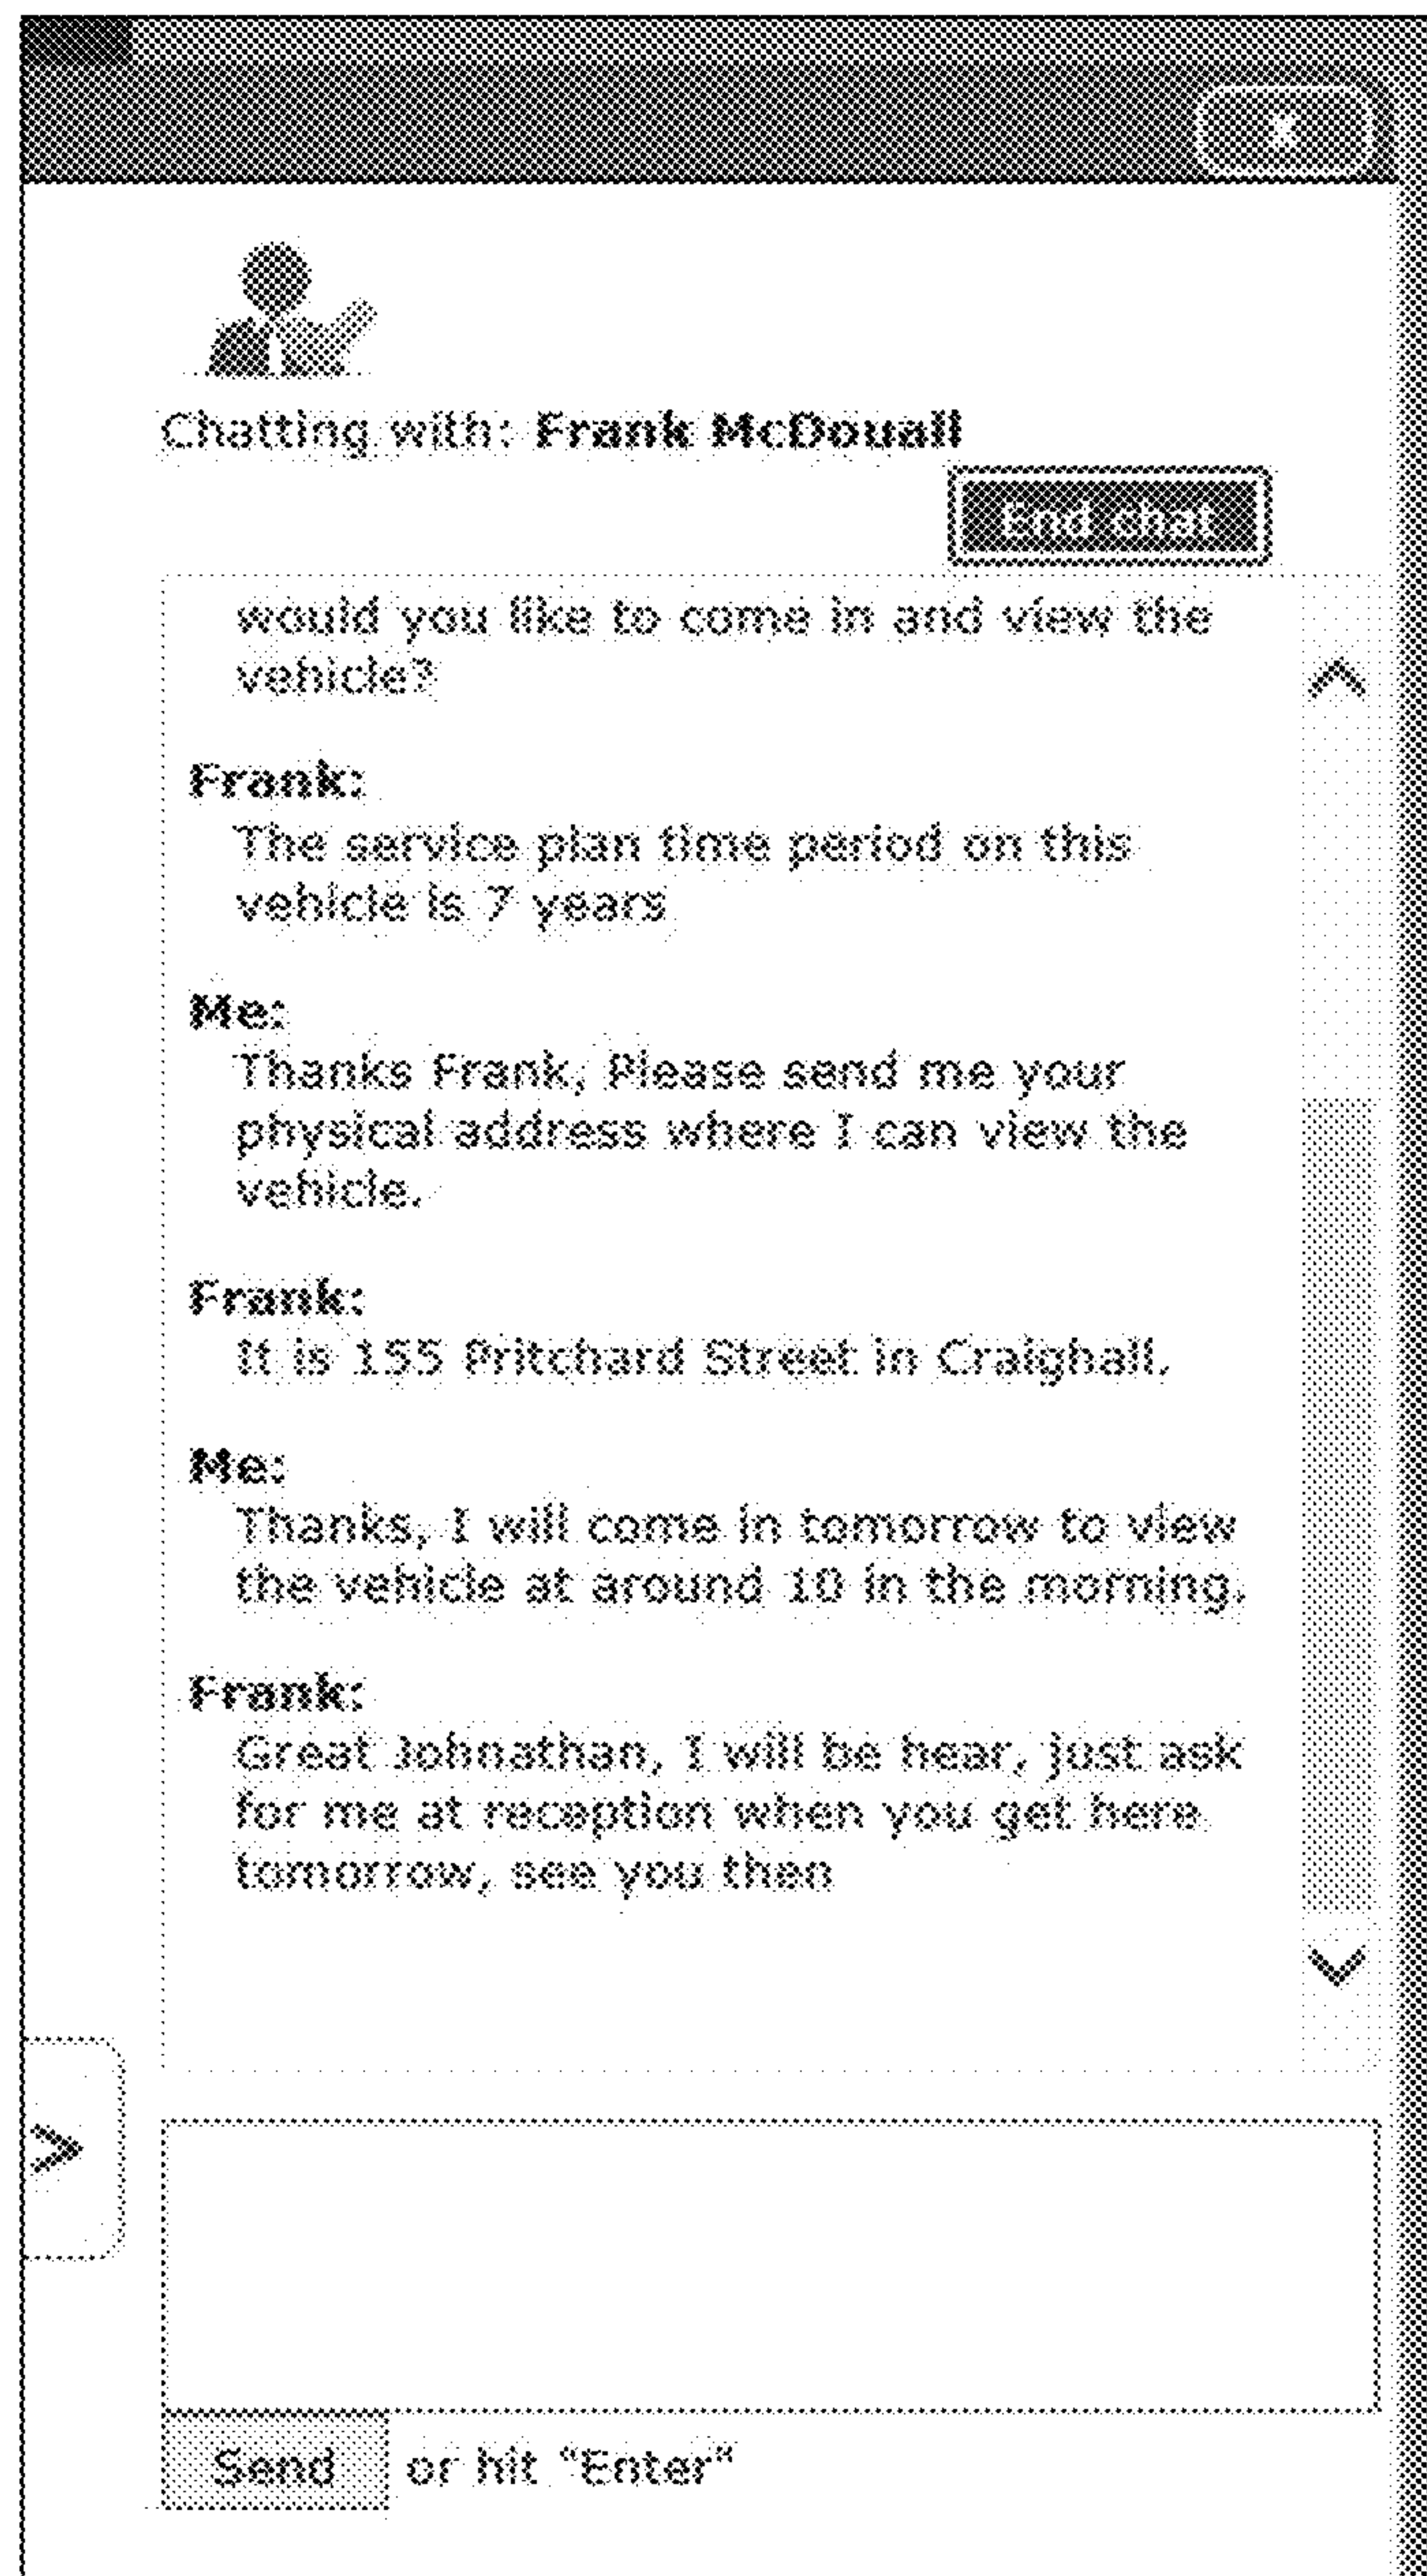 x
Chatting with: Frank McDouall
End chat
would you like to come in and view the
vehicle?
Frank:
The service plan time period on this
vehicle is 7 years
Me:
Thanks Frank, Please send me your
physical address where I can view the
vehicle.
Frank:
It is 155 Pritchard Street in Craighall.
Me:
Thanks, I will come in tomorrow to view
the vehicle at around 10 in the morning.
Frank:
Great Johnathan, I will be hear, just ask
for me at reception when you get here
tomorrow, see you then
>
Send or hit "Enter"